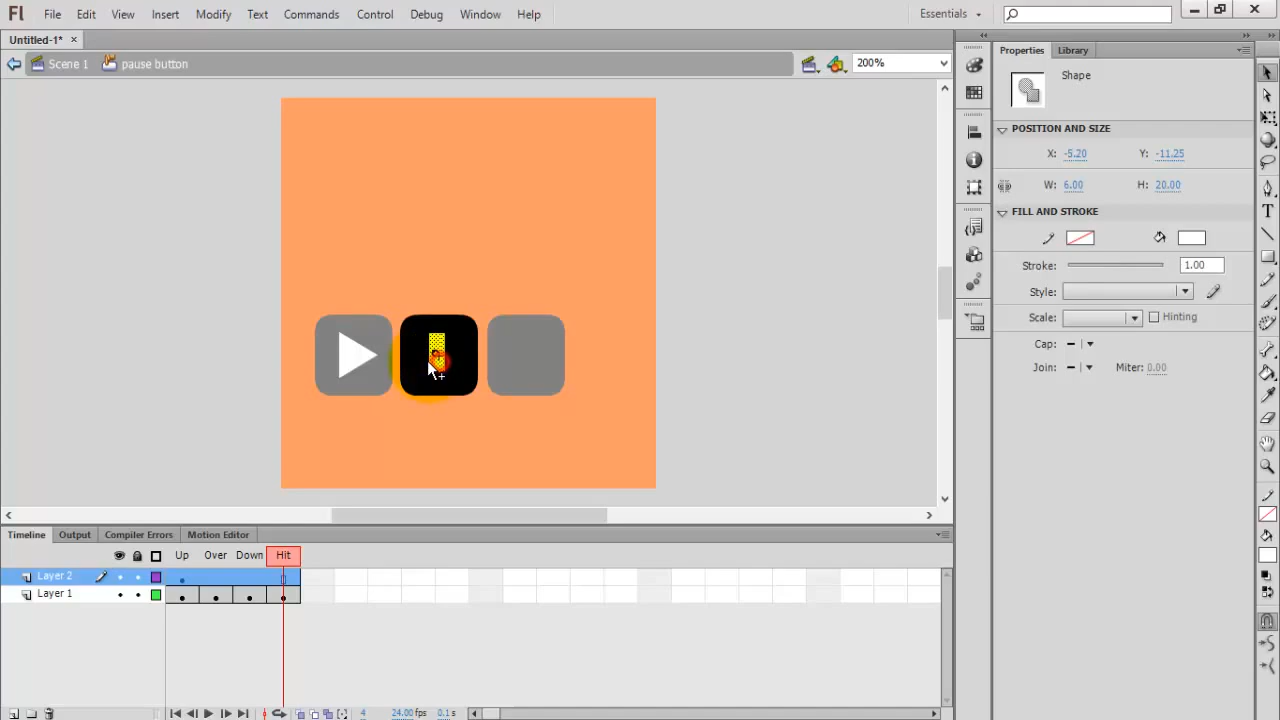 Fl File Edit View Insert Modify Text Commands Control Debug Window Help Essentials
Untitled-1* ×
Scene 1 pause button 200%
Properties Library
Shape
POSITION AND SIZE
X: -5.20 Y: -11.25
W: 6.00 H: 20.00
FILL AND STROKE
Stroke: 1.00
Style:
Scale: Hinting
Cap:
Join: Miter: 0.00
Timeline Output Compiler Errors Motion Editor
Up Over Down Hit
Layer 2
Layer 1
4 24.00 fps 0.1 s